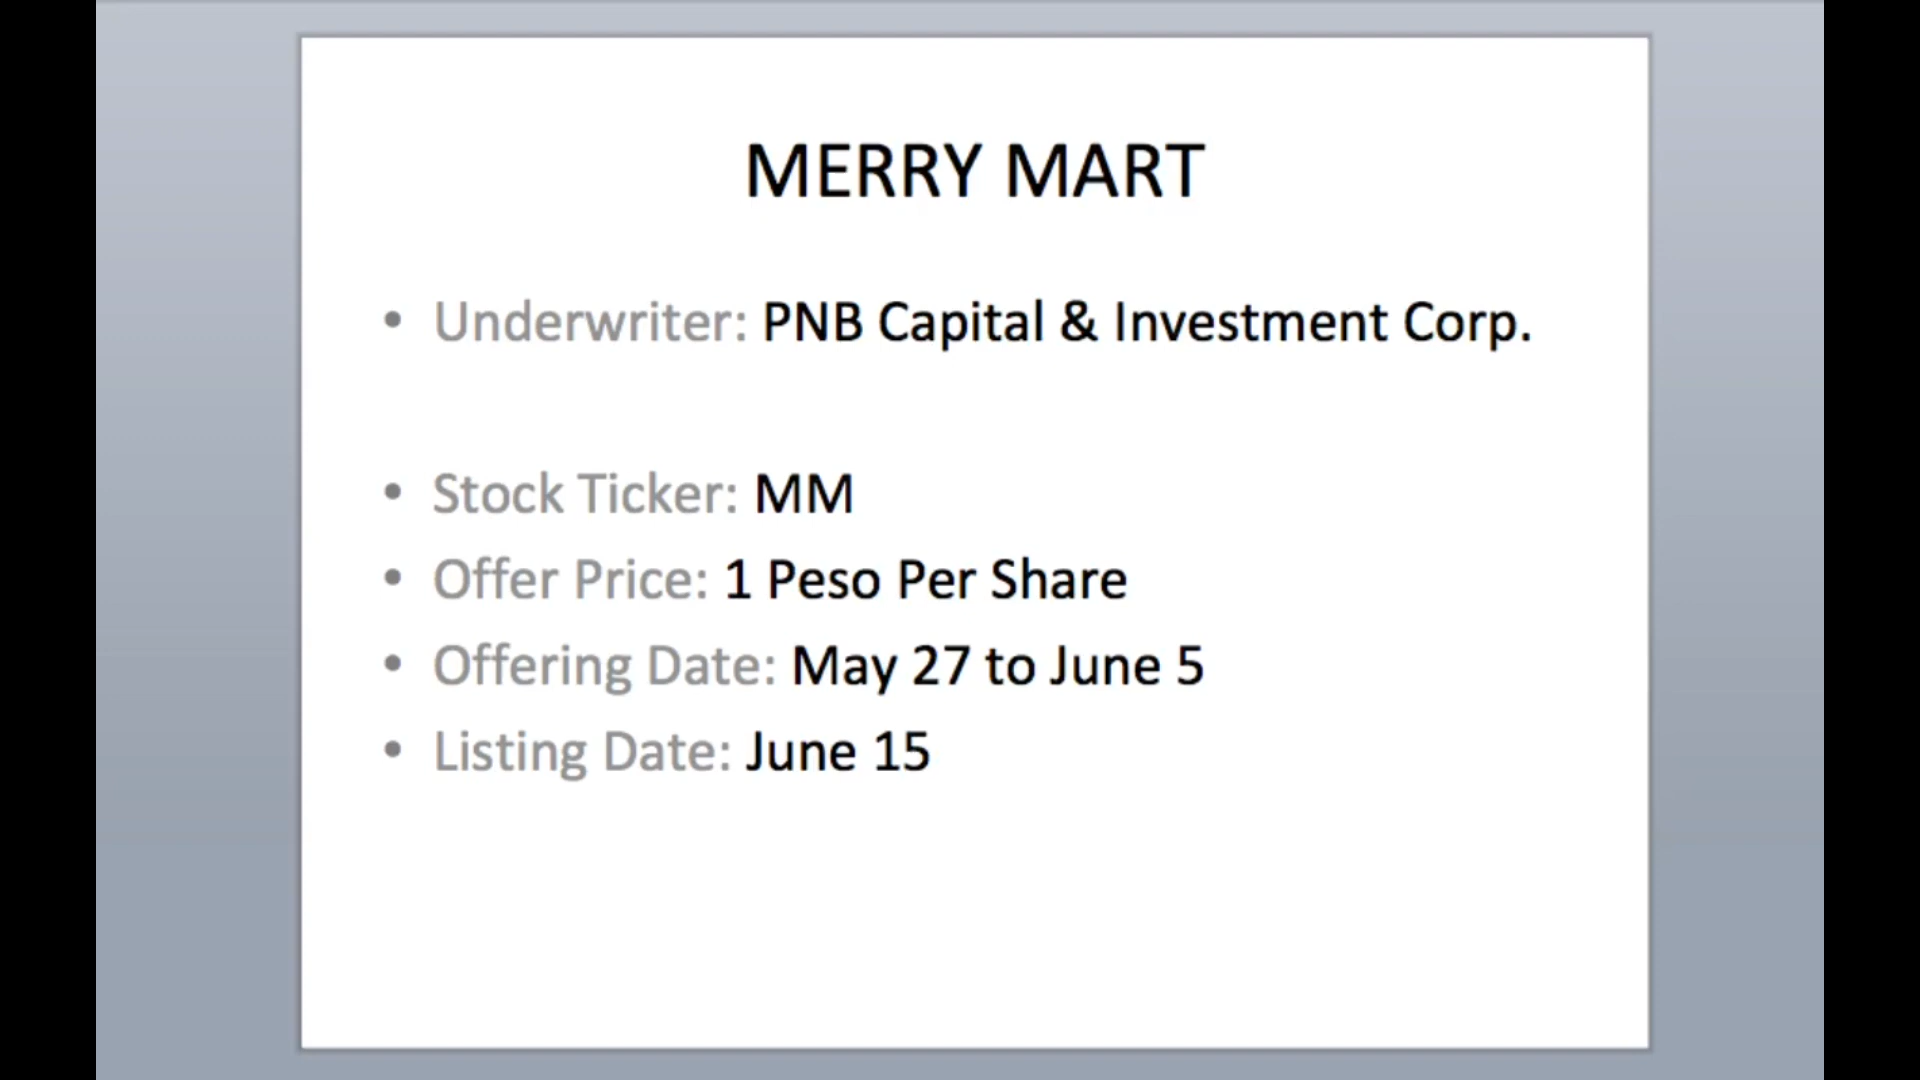 MERRY MART
• Underwriter: PNB Capital & Investment Corp.
• Stock Ticker: MM
• Offer Price: 1 Peso Per Share
• Offering Date: May 27 to June 5
• Listing Date: June 15